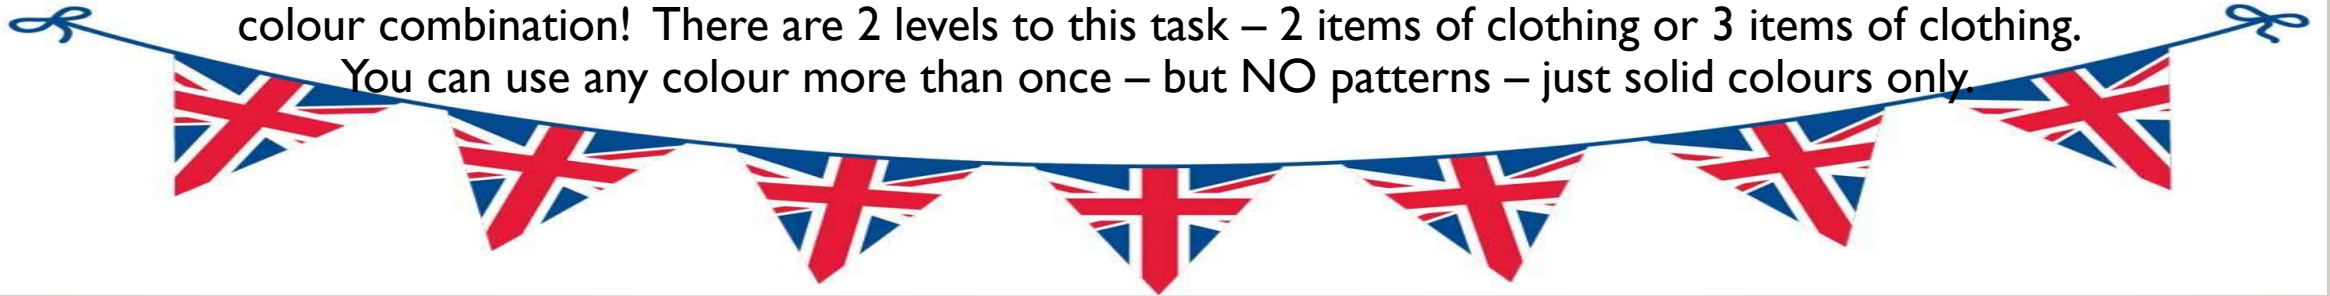 colour combination!  There are 2 levels to this task – 2 items of clothing or 3 items of clothing.
You can use any colour more than once – but NO patterns – just solid colours only.